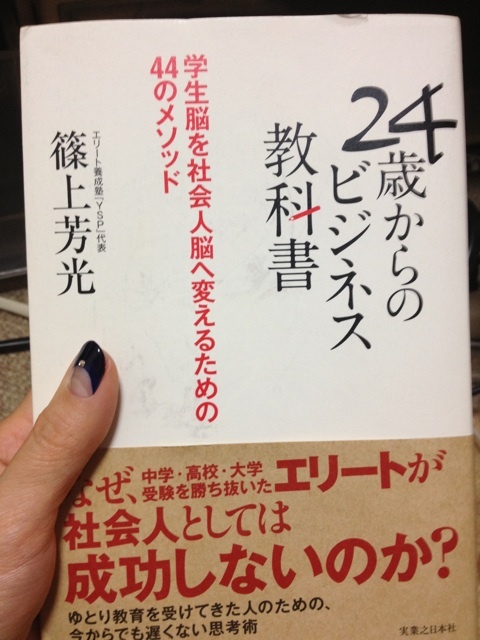 24歳からの
ビジネス
教科書
学生脳を社会人脳へ変えるための
44のメソッド
エリート養成塾「YSP」代表
篠上芳光
なぜ、中学・高校・大学
受験を勝ち抜いたエリートが
社会人としては
成功しないのか?
ゆとり教育を受けてきた人のための、
今からでも遅くない思考術
実業之日本社